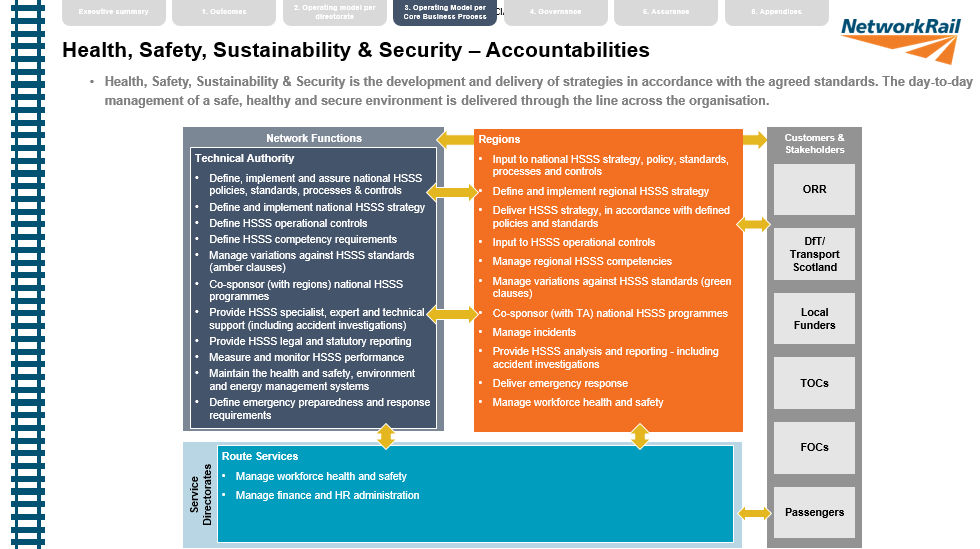 Executive summary
1. Outcomes
2. Operating model per
directorate
3. Operating Model per
Core Business Process
4. Governance
5. Assurance
6. Appendices
NetworkRail
Health, Safety, Sustainability & Security – Accountabilities
• Health, Safety, Sustainability & Security is the development and delivery of strategies in accordance with the agreed standards. The day-to-day
management of a safe, healthy and secure environment is delivered through the line across the organisation.
Network Functions
Technical Authority
• Define, implement and assure national HSSS
policies, standards, processes & controls
• Define and implement national HSSS strategy
• Define HSSS operational controls
• Define HSSS competency requirements
• Manage variations against HSSS standards
(amber clauses)
• Co-sponsor (with regions) national HSSS
programmes
• Provide HSSS specialist, expert and technical
support (including accident investigations)
• Provide HSSS legal and statutory reporting
• Measure and monitor HSSS performance
• Maintain the health and safety, environment
and energy management systems
• Define emergency preparedness and response
requirements
Regions
• Input to national HSSS strategy, policy, standards,
processes and controls
• Define and implement regional HSSS strategy
• Deliver HSSS strategy, in accordance with defined
policies and standards
• Input to HSSS operational controls
• Manage regional HSSS competencies
• Manage variations against HSSS standards (green
clauses)
• Co-sponsor (with TA) national HSSS programmes
• Manage incidents
• Provide HSSS analysis and reporting - including
accident investigations
• Deliver emergency response
• Manage workforce health and safety
Customers &
Stakeholders
ORR
DfT/
Transport
Scotland
Local
Funders
TOCs
FOCs
Passengers
Service
Directorates
Route Services
• Manage workforce health and safety
• Manage finance and HR administration